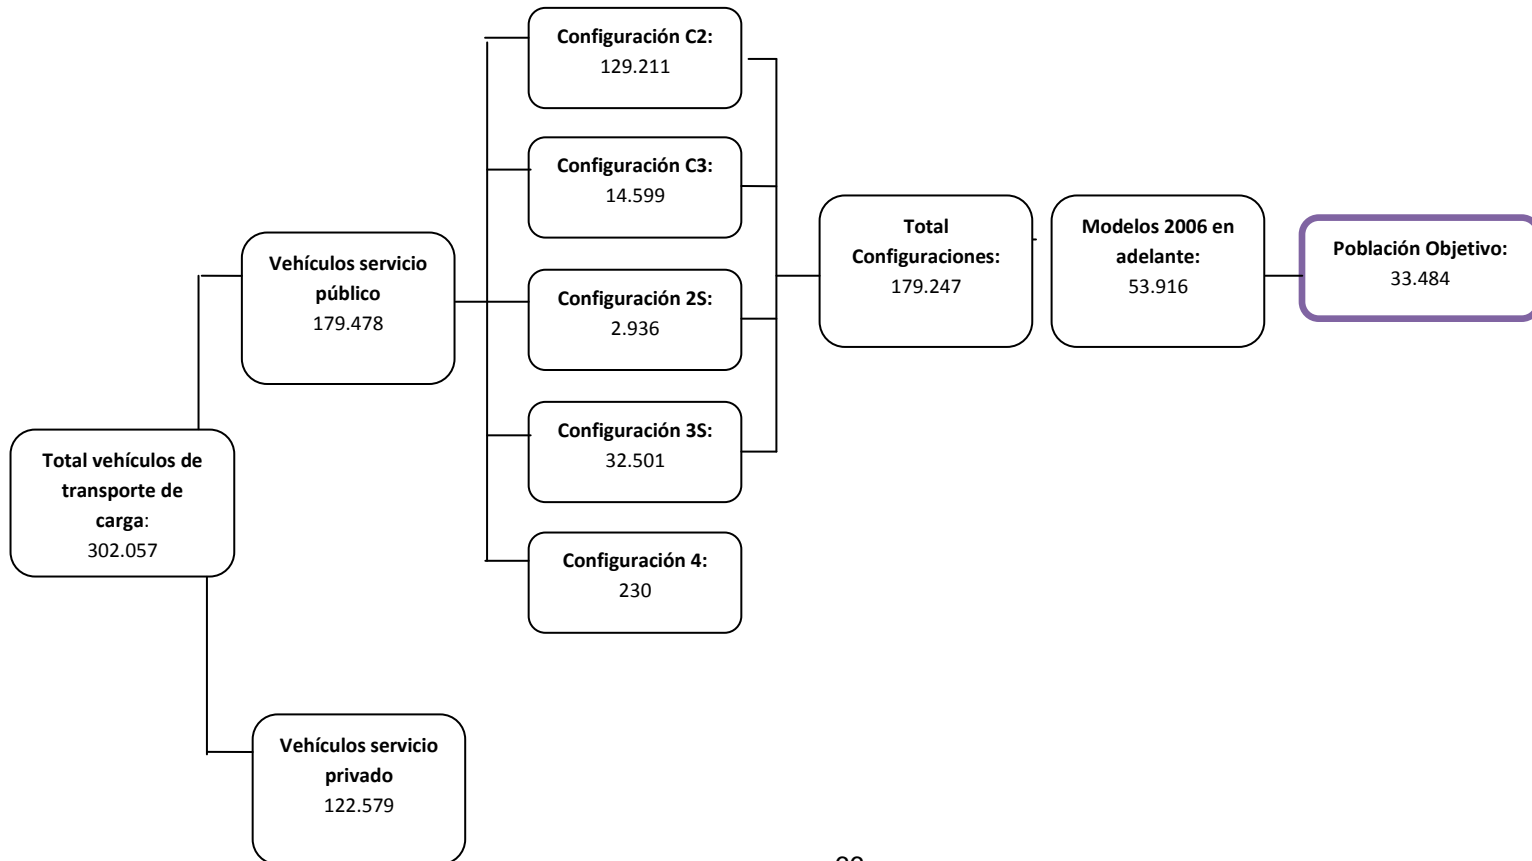 Configuración C2:
129.211
Configuración C3:
14.599
Total
Configuraciones:
179.247
Modelos 2006 en
adelante:
53.916
Población Objetivo:
33.484
Vehículos servicio
público
179.478
Configuración 2S:
2.936
Configuración 3S:
32.501
Total vehículos de
transporte de
carga:
302.057
Configuración 4:
230
Vehículos servicio
privado
122.579